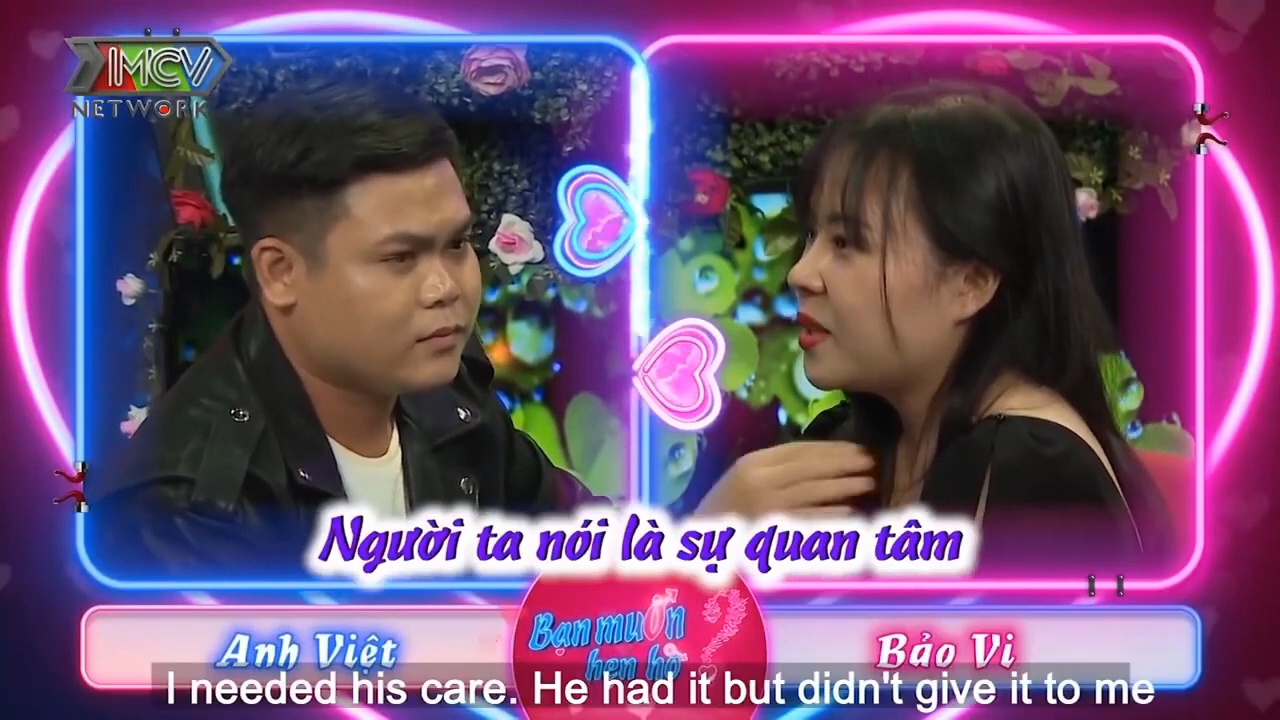 MCV
NETWORK
Người ta nói là sự quan tâm
Bạn muốn
hẹn hò
Anh Việt
Bảo Vi
I needed his care. He had it but didn't give it to me